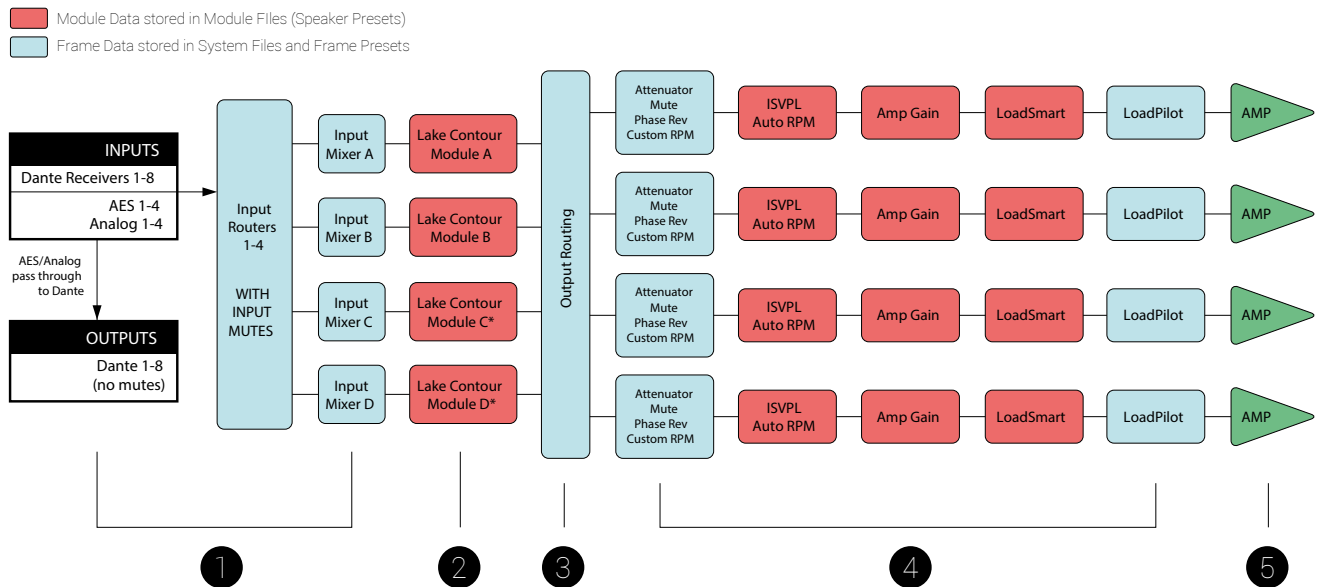 Module Data stored in Module FIles (Speaker Presets)
Frame Data stored in System Files and Frame Presets
INPUTS
Dante Receivers 1-8
AES 1-4
Analog 1-4
AES/Analog
pass through
to Dante
OUTPUTS
Dante 1-8
(no mutes)
Input
Routers
1-4
WITH
INPUT
MUTES
Input
Mixer A
Lake Contour
Module A
Input
Mixer B
Lake Contour
Module B
Input
Mixer C
Lake Contour
Module C*
Input
Mixer D
Lake Contour
Module D*
Output Routing
Attenuator
Mute
Phase Rev
Custom RPM
ISVPL
Auto RPM
Amp Gain
LoadSmart
LoadPilot
AMP
Attenuator
Mute
Phase Rev
Custom RPM
ISVPL
Auto RPM
Amp Gain
LoadSmart
LoadPilot
AMP
Attenuator
Mute
Phase Rev
Custom RPM
ISVPL
Auto RPM
Amp Gain
LoadSmart
LoadPilot
AMP
Attenuator
Mute
Phase Rev
Custom RPM
ISVPL
Auto RPM
Amp Gain
LoadSmart
LoadPilot
AMP
1
2
3
4
5